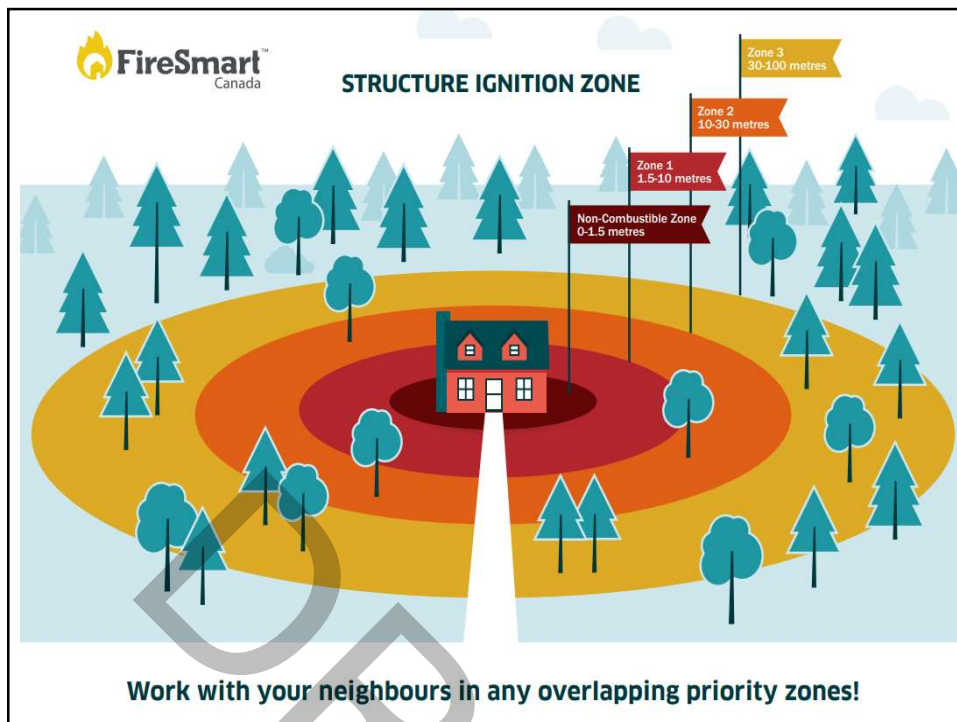 FireSmart™
Canada
STRUCTURE IGNITION ZONE
Zone 3
30-100 metres
Zone 2
10-30 metres
Zone 1
1.5-10 metres
Non-Combustible Zone
0-1.5 metres
Work with your neighbours in any overlapping priority zones!